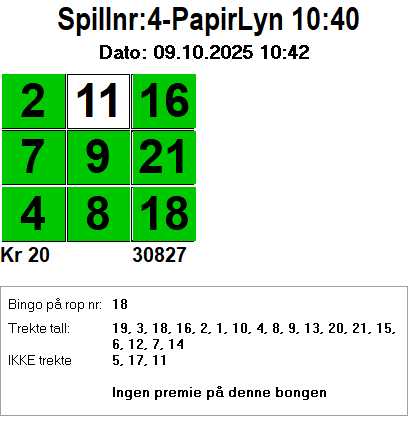 Spillnr:4-PapirLyn 10:40
Dato: 09.10.2025 10:42
2 11 16
7 9 21
4 8 18
Kr 20 30827
Bingo på rop nr: 18
Trekte tall: 19, 3, 18, 16, 2, 1, 10, 4, 8, 9, 13, 20, 21, 15,
6, 12, 7, 14
IKKE trekte 5, 17, 11
Ingen premie på denne bongen